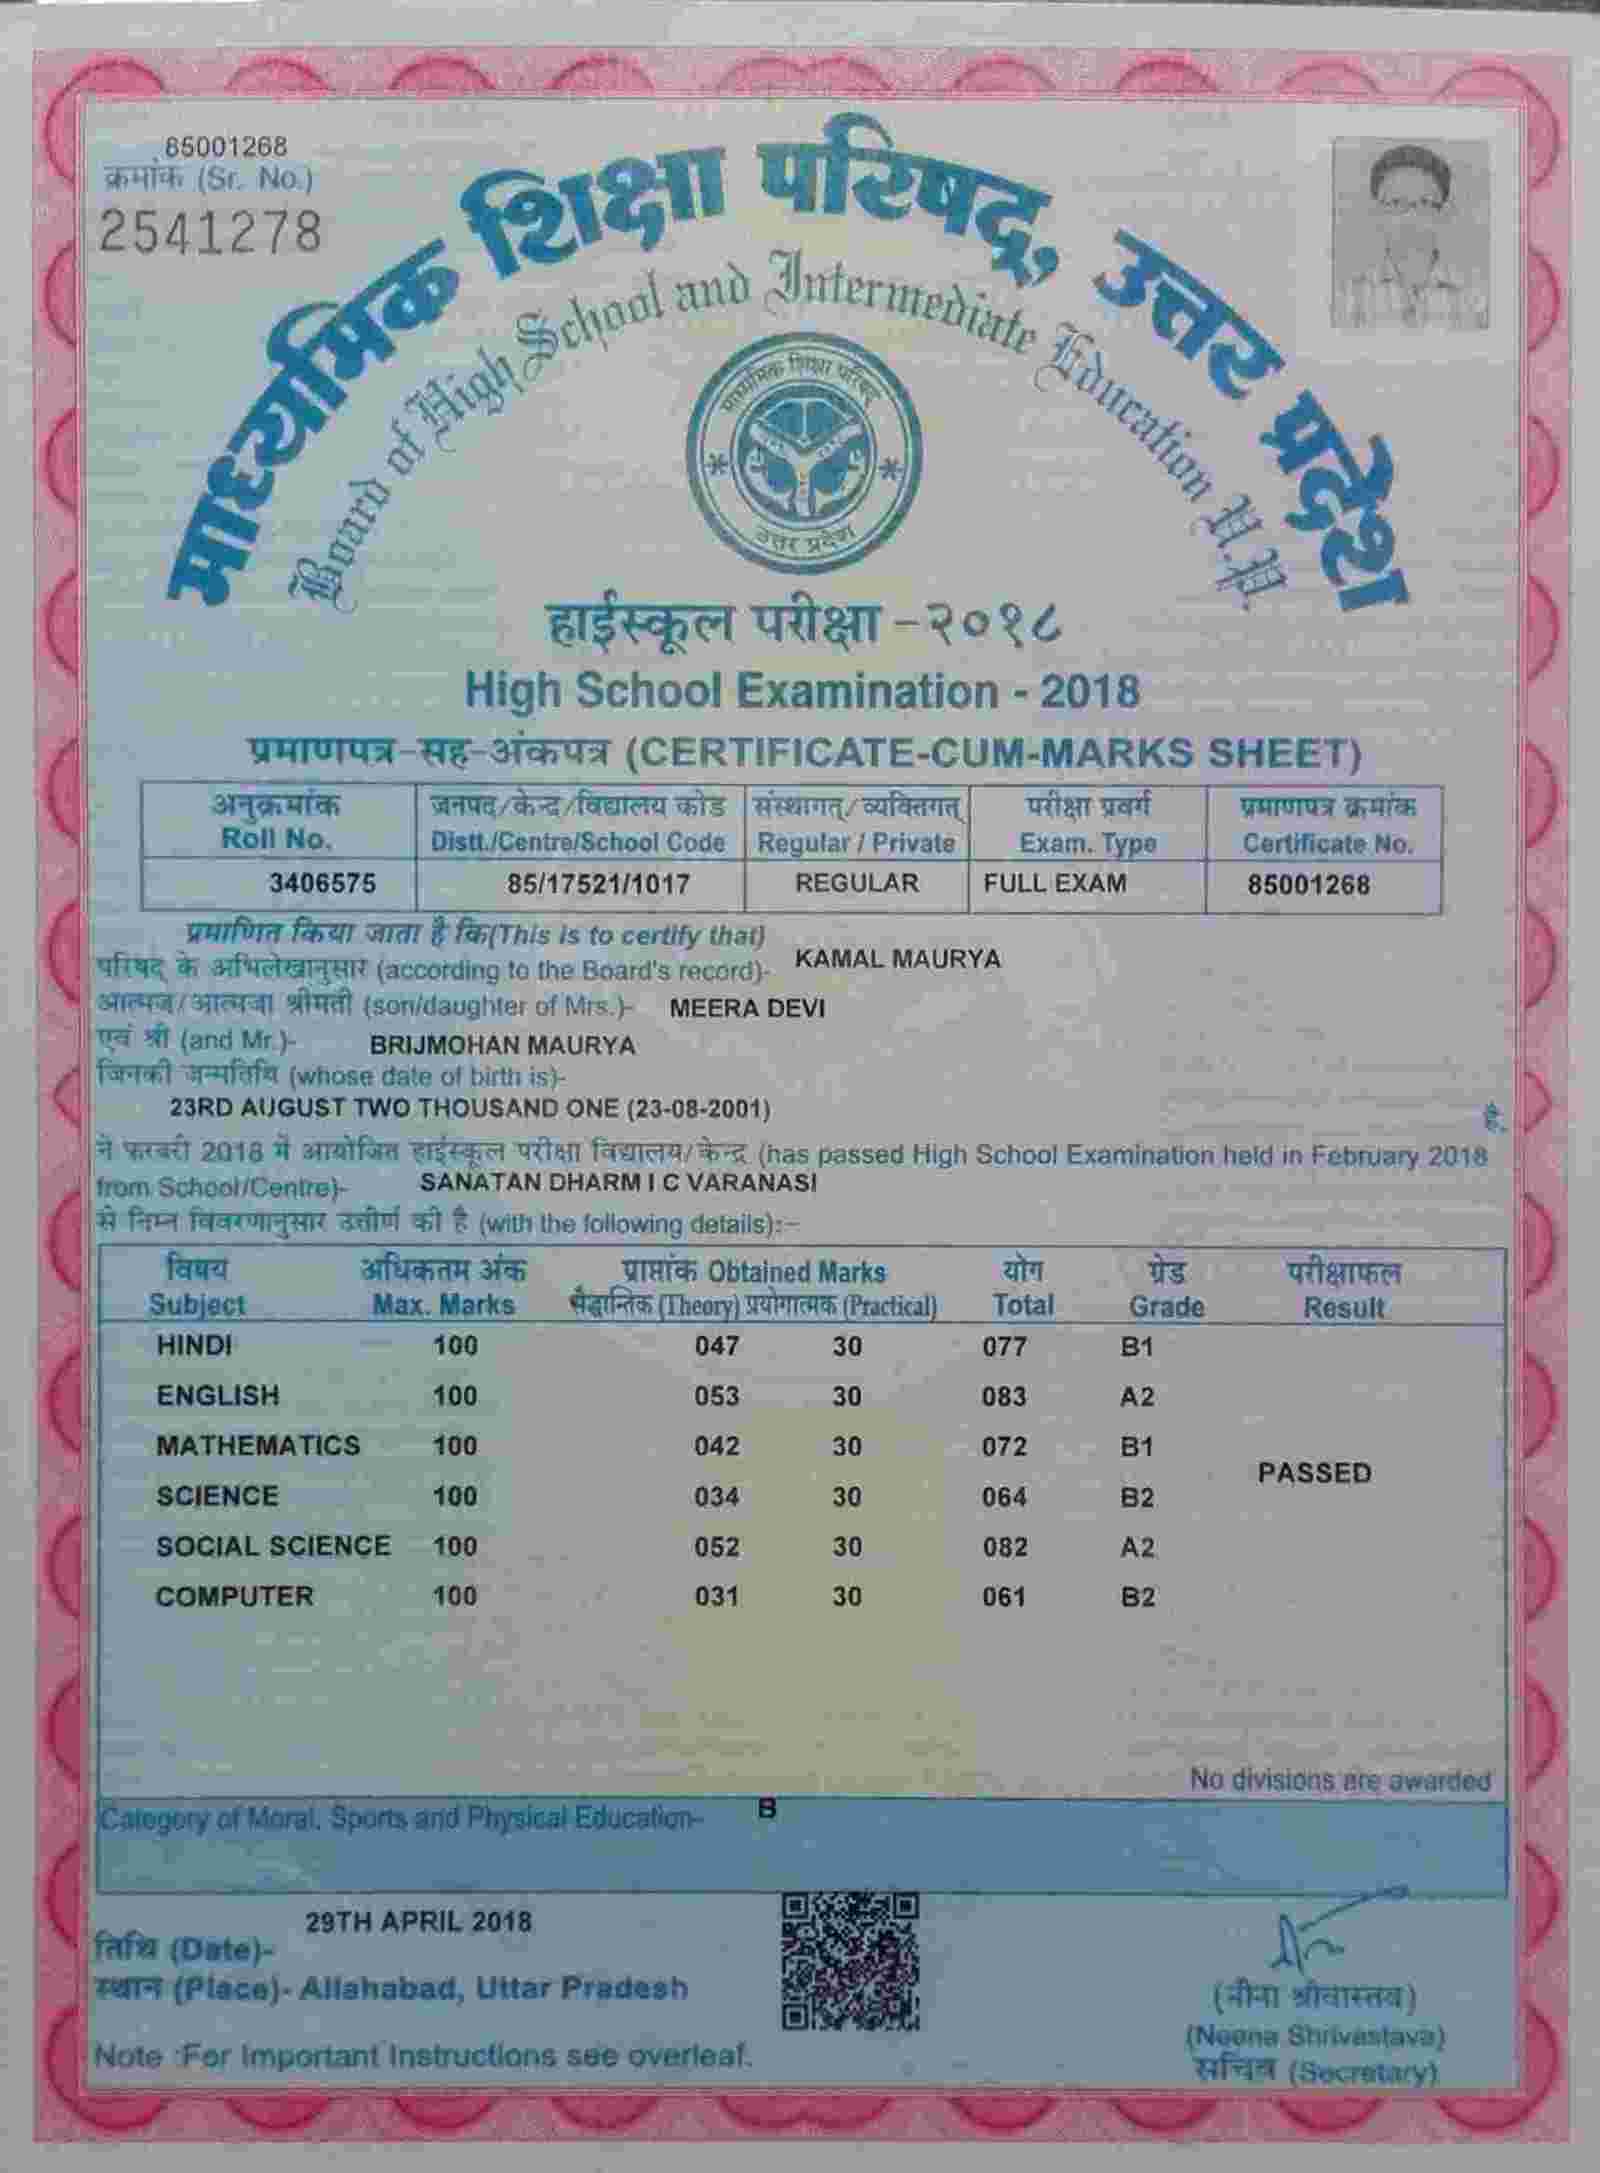 85001268
क्रमांक (Sr. No.)
2541278
माध्यमिक शिक्षा परिषद्, उत्तर प्रदेश
Board of High School and Intermediate Education U.P.
माध्यमिक शिक्षा परिषद्
उत्तर प्रदेश
हाईस्कूल परीक्षा -२०१८
High School Examination - 2018
प्रमाणपत्र-सह-अंकपत्र (CERTIFICATE-CUM-MARKS SHEET)
अनुक्रमांक जनपद/केन्द्र/विद्यालय कोड संस्थागत्/व्यक्तिगत् परीक्षा प्रवर्ग प्रमाणपत्र क्रमांक
Roll No. Distt./Centre/School Code Regular / Private Exam. Type Certificate No.
3406575 85/17521/1017 REGULAR FULL EXAM 85001268
प्रमाणित किया जाता है कि(This is to certify that)
परिषद् के अभिलेखानुसार (according to the Board's record)- KAMAL MAURYA
आत्मज/आत्मजा श्रीमती (son/daughter of Mrs.)- MEERA DEVI
एवं श्री (and Mr.)- BRIJMOHAN MAURYA
जिनकी जन्मतिथि (whose date of birth is)-
23RD AUGUST TWO THOUSAND ONE (23-08-2001) है,
ने फरवरी 2018 में आयोजित हाईस्कूल परीक्षा विद्यालय/केन्द्र (has passed High School Examination held in February 2018
from School/Centre)- SANATAN DHARM I C VARANASI
से निम्न विवरणानुसार उत्तीर्ण की है (with the following details):-
विषय अधिकतम अंक प्राप्तांक Obtained Marks योग ग्रेड परीक्षाफल
Subject Max. Marks सैद्धान्तिक (Theory) प्रयोगात्मक (Practical) Total Grade Result
HINDI 100 047 30 077 B1
ENGLISH 100 053 30 083 A2
MATHEMATICS 100 042 30 072 B1
PASSED
SCIENCE 100 034 30 064 B2
SOCIAL SCIENCE 100 052 30 082 A2
COMPUTER 100 031 30 061 B2
No divisions are awarded
Category of Moral, Sports and Physical Education- B
29TH APRIL 2018
तिथि (Date)-
स्थान (Place)- Allahabad, Uttar Pradesh
(नीना श्रीवास्तव)
(Neena Shrivastava)
सचिव (Secretary)
Note :For Important Instructions see overleaf.